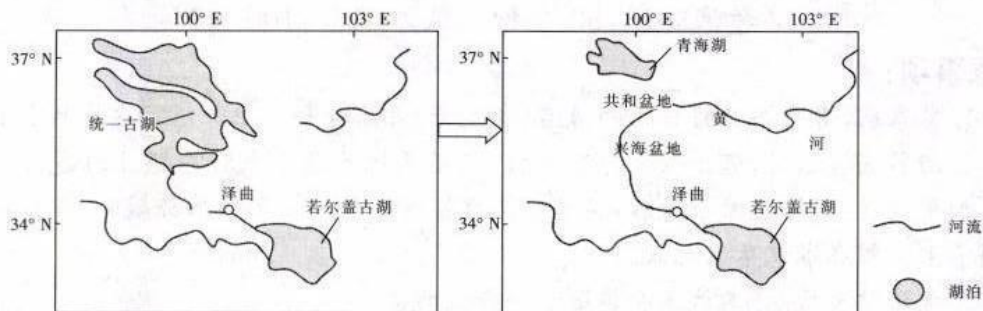 100° E
103° E
37° N
统一古湖
泽曲
34° N
若尔盖古湖
100° E
103° E
37° N
青海湖
共和盆地
黄
河
兴海盆地
泽曲
34° N
若尔盖古湖
河流
湖泊